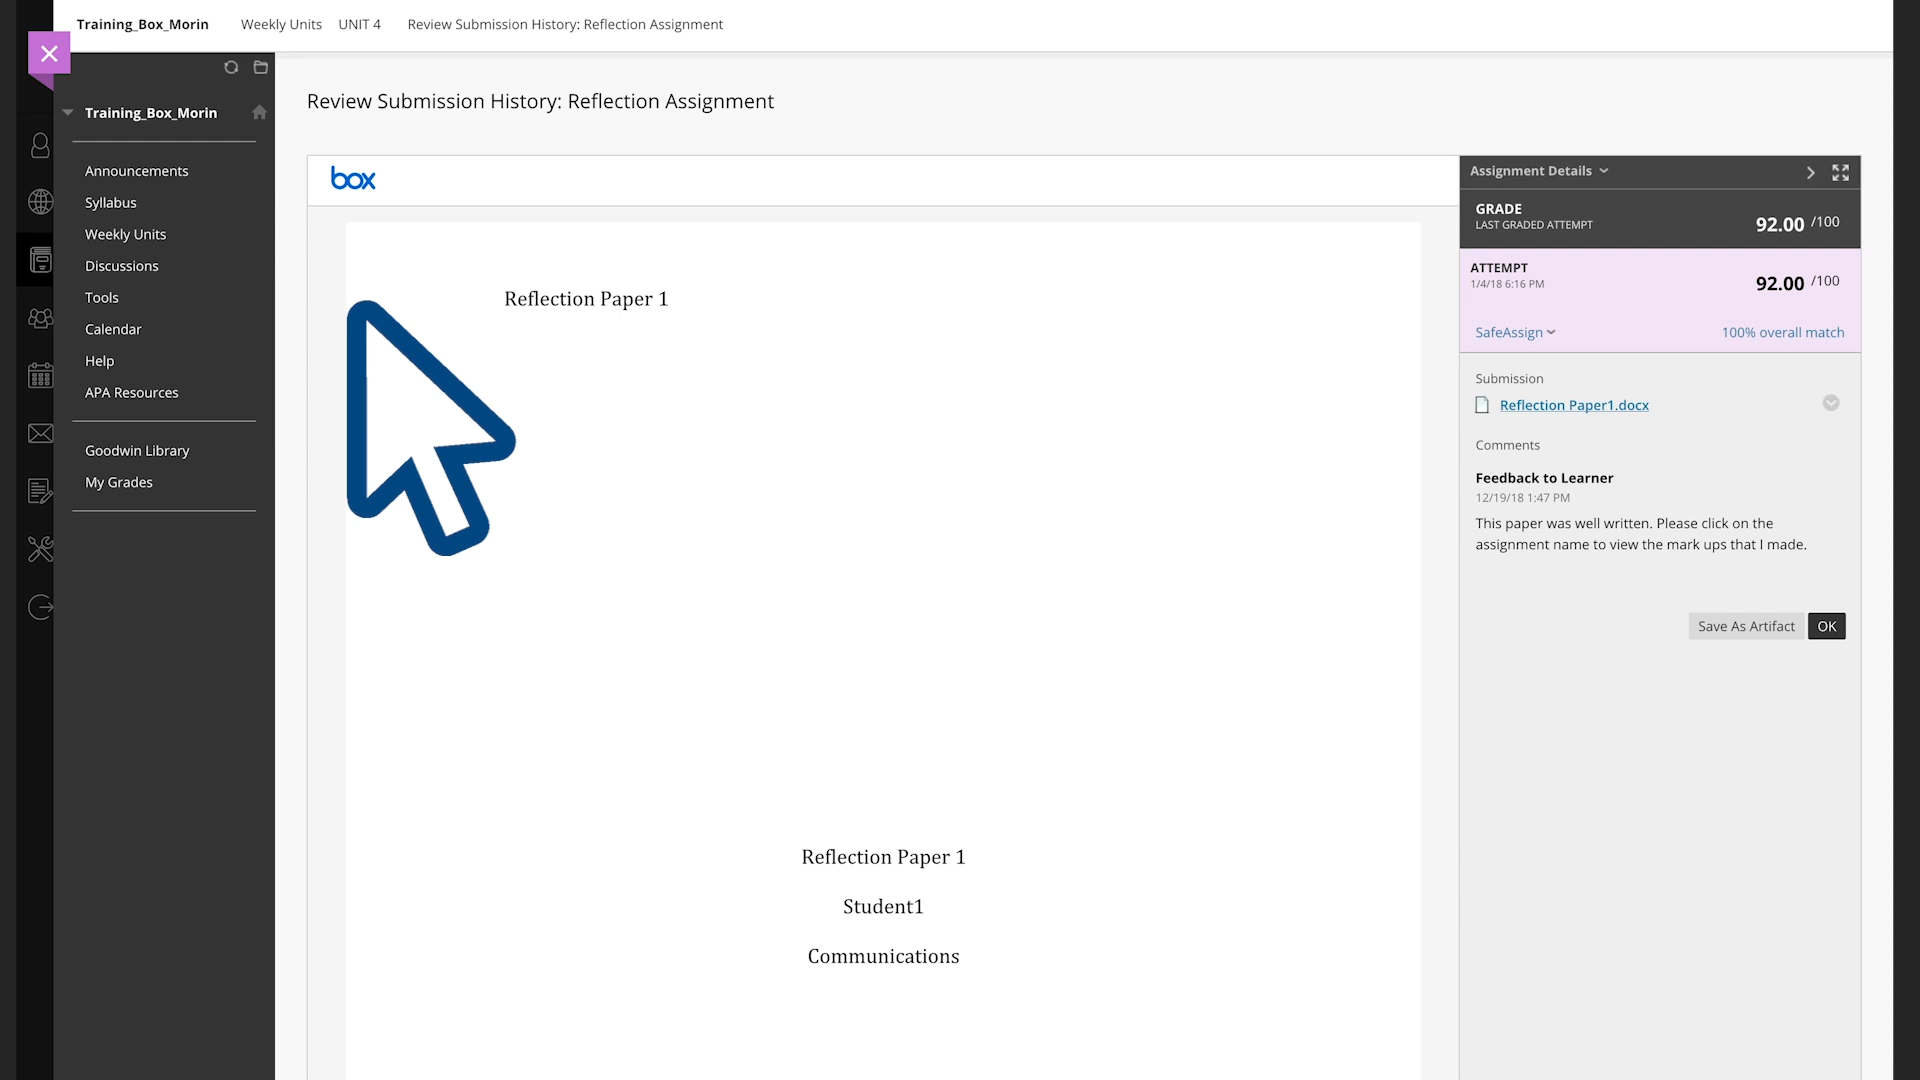 Training_Box_Morin Weekly Units UNIT 4 Review Submission History: Reflection Assignment
Training_Box_Morin
Announcements
Syllabus
Weekly Units
Discussions
Tools
Calendar
Help
APA Resources
Goodwin Library
My Grades
Review Submission History: Reflection Assignment
box
Reflection Paper 1
Reflection Paper 1
Student1
Communications
Assignment Details
GRADE
LAST GRADED ATTEMPT
92.00 /100
ATTEMPT
1/4/18 6:16 PM
92.00 /100
SafeAssign 100% overall match
Submission
Reflection Paper1.docx
Comments
Feedback to Learner
12/19/18 1:47 PM
This paper was well written. Please click on the
assignment name to view the mark ups that I made.
Save As Artifact OK